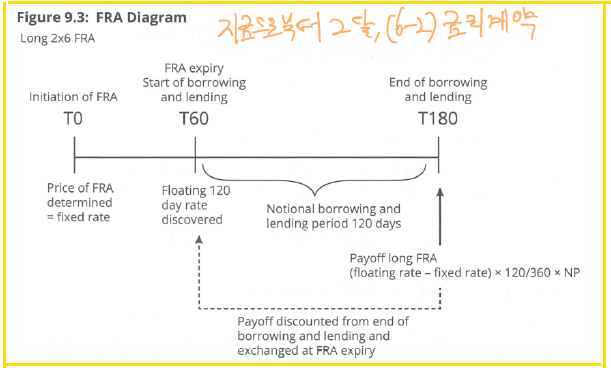 Figure 9.3: FRA Diagram
지금으로부터 2달, (6-2) 금리계약
Long 2x6 FRA
FRA expiry
Start of borrowing
and lending
End of borrowing
and lending
Initiation of FRA
T0
T60
T180
Price of FRA
determined
= fixed rate
Floating 120
day rate
discovered
Notional borrowing and
lending period 120 days
Payoff long FRA
(floating rate – fixed rate) × 120/360 × NP
Payoff discounted from end of
borrowing and lending and
exchanged at FRA expiry